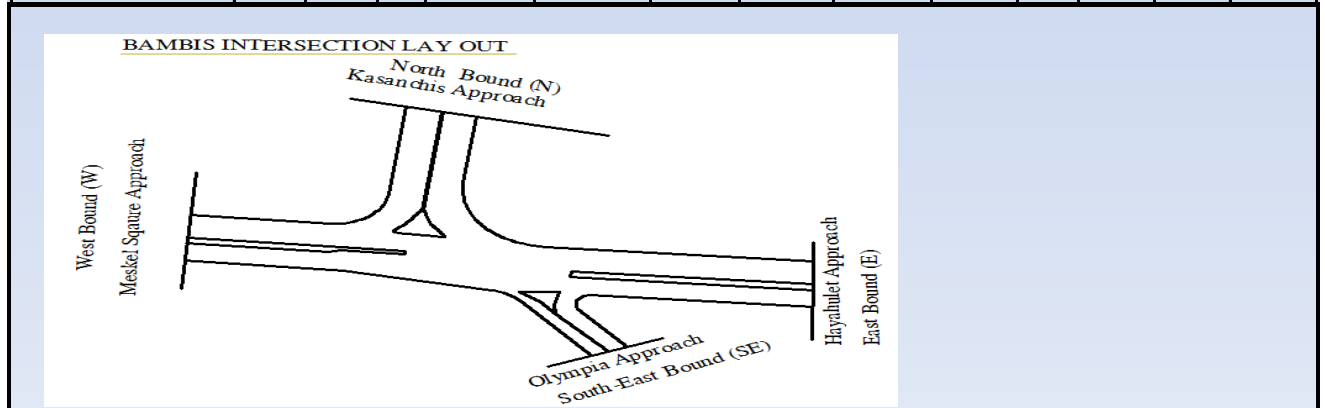 BAMBIS INTERSECTION LAY OUT
North Bound (N)
Kasanchis Approach
West Bound (W)
Meskel Sqaure Approach
Hayahulet Approach
East Bound (E)
Olympia Approach
South-East Bound (SE)